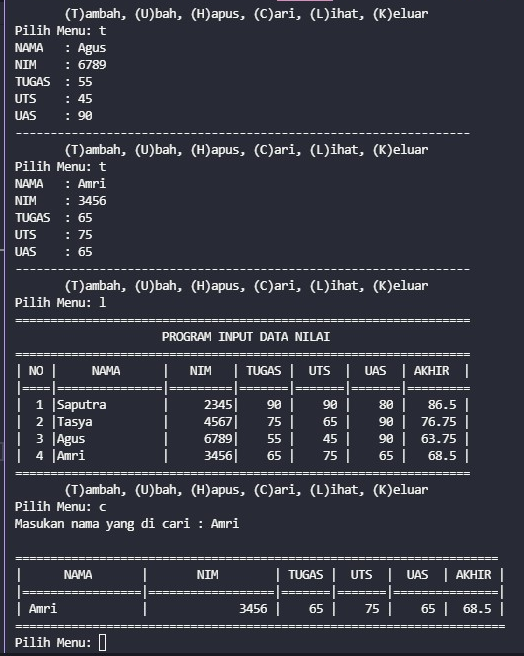 (T)ambah, (U)bah, (H)apus, (C)ari, (L)ihat, (K)eluar
Pilih Menu: t
NAMA   : Agus
NIM    : 6789
TUGAS  : 55
UTS    : 45
UAS    : 90
-----------------------------------------------------------------
(T)ambah, (U)bah, (H)apus, (C)ari, (L)ihat, (K)eluar
Pilih Menu: t
NAMA   : Amri
NIM    : 3456
TUGAS  : 65
UTS    : 75
UAS    : 65
-----------------------------------------------------------------
(T)ambah, (U)bah, (H)apus, (C)ari, (L)ihat, (K)eluar
Pilih Menu: l
=================================================================
PROGRAM INPUT DATA NILAI
=================================================================
| NO |     NAMA      |   NIM   | TUGAS |  UTS  |  UAS  | AKHIR  |
|====|===============|=========|=======|=======|=======|=========
|  1 |Saputra        |     2345|   90  |   90  |   80  |   86.5 |
|  2 |Tasya          |     4567|   75  |   65  |   90  |  76.75 |
|  3 |Agus           |     6789|   55  |   45  |   90  |  63.75 |
|  4 |Amri           |     3456|   65  |   75  |   65  |   68.5 |
=================================================================
(T)ambah, (U)bah, (H)apus, (C)ari, (L)ihat, (K)eluar
Pilih Menu: c
Masukan nama yang di cari : Amri
=====================================================================
|      NAMA       |       NIM        | TUGAS |  UTS  |  UAS  | AKHIR |
|=================|==================|=======|=======|=======|========
| Amri            |             3456 |   65  |   75  |   65  | 68.5  |
======================================================================
Pilih Menu: